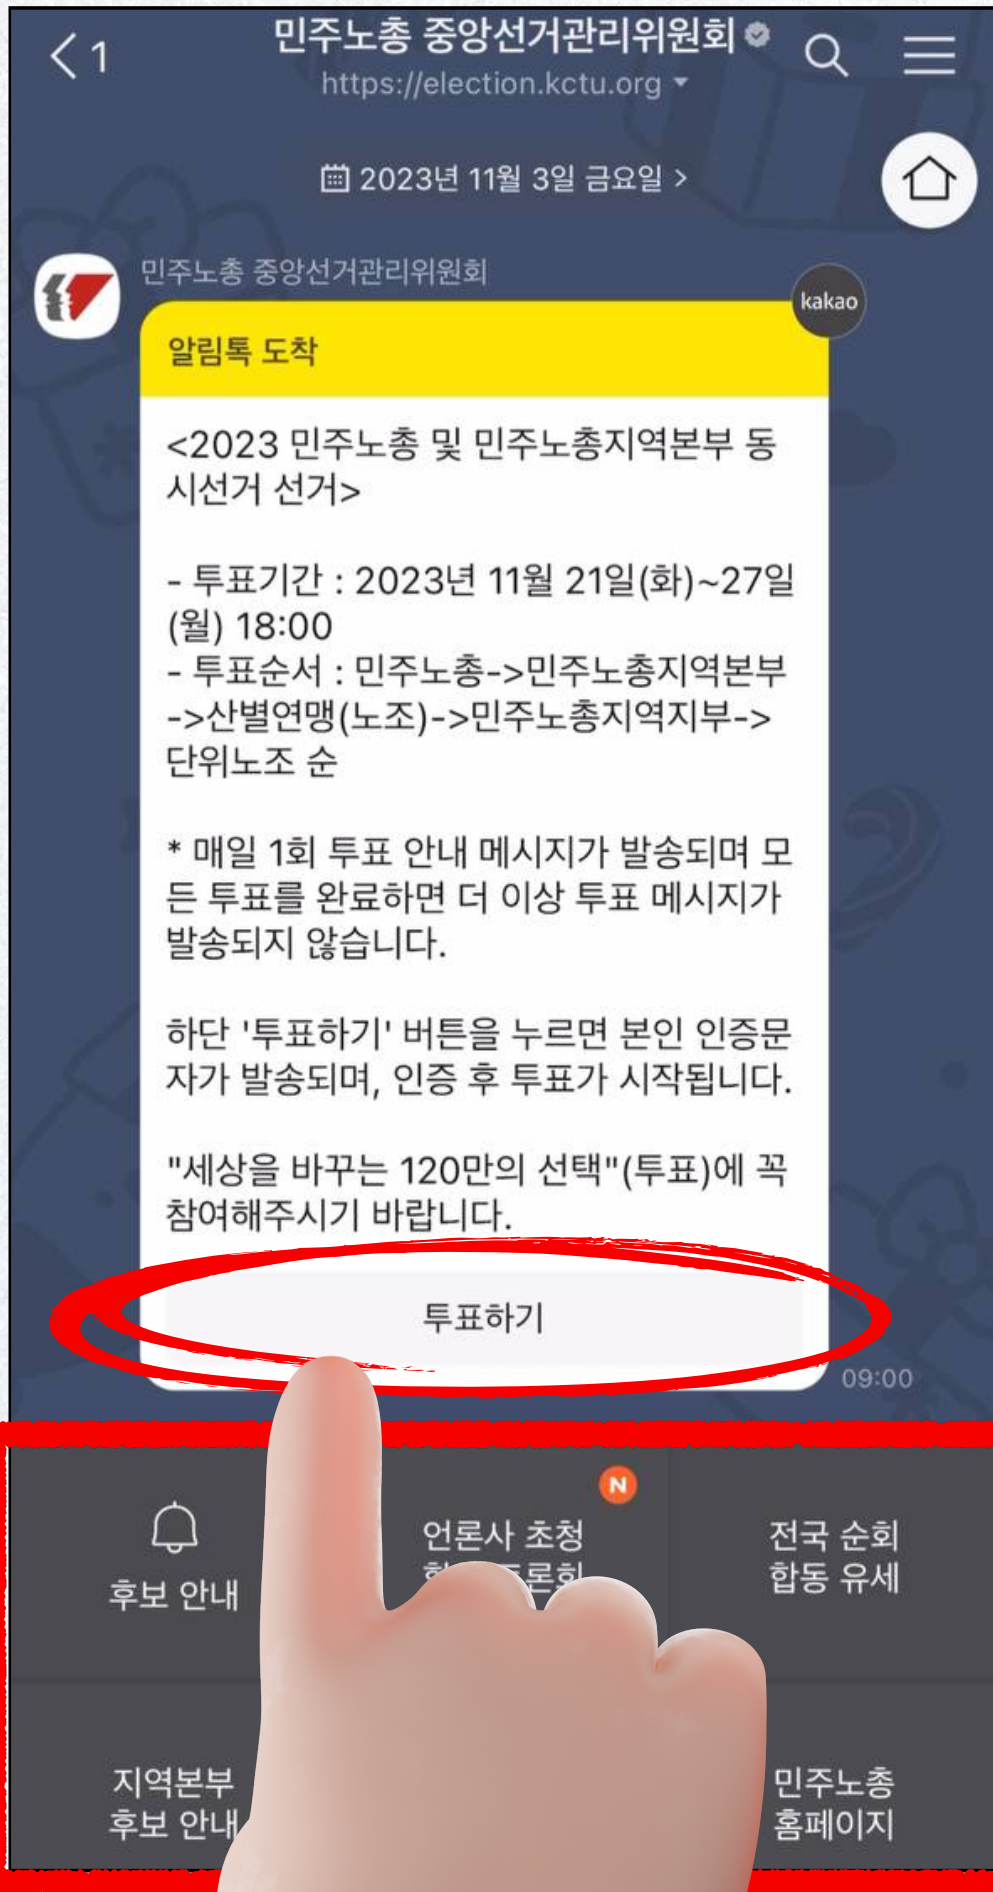 1
민주노총 중앙선거관리위원회
https://election.kctu.org
2023년 11월 3일 금요일 >
민주노총 중앙선거관리위원회
kakao
알림톡 도착
<2023 민주노총 및 민주노총지역본부 동
시선거 선거>
- 투표기간 : 2023년 11월 21일(화)~27일
(월) 18:00
- 투표순서 : 민주노총->민주노총지역본부
->산별연맹(노조)->민주노총지역지부->
단위노조 순
* 매일 1회 투표 안내 메시지가 발송되며 모
든 투표를 완료하면 더 이상 투표 메시지가
발송되지 않습니다.
하단 '투표하기' 버튼을 누르면 본인 인증문
자가 발송되며, 인증 후 투표가 시작됩니다.
"세상을 바꾸는 120만의 선택"(투표)에 꼭
참여해주시기 바랍니다.
투표하기
09:00
후보 안내
N
언론사 초청
전국 순회
합동 유세
지역본부
후보 안내
민주노총
홈페이지